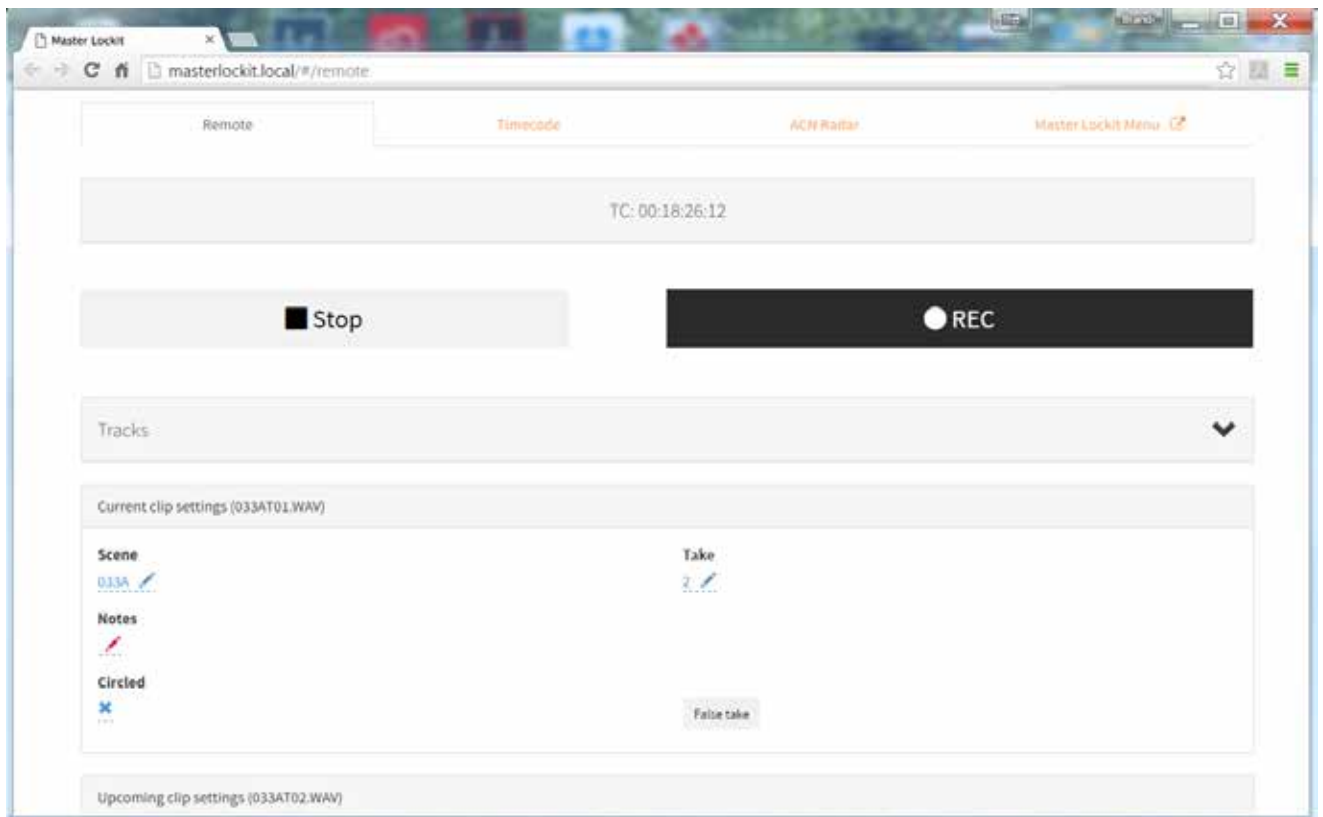 Master Lockit
masterlockit.local/#/remote
Remote Timecode ACN Radar Master Lockit Menu
TC: 00:18:26:12
Stop REC
Tracks
Current clip settings (033AT01.WAV)
Scene Take
033A 2
Notes
Circled
False take
Upcoming clip settings (033AT02.WAV)